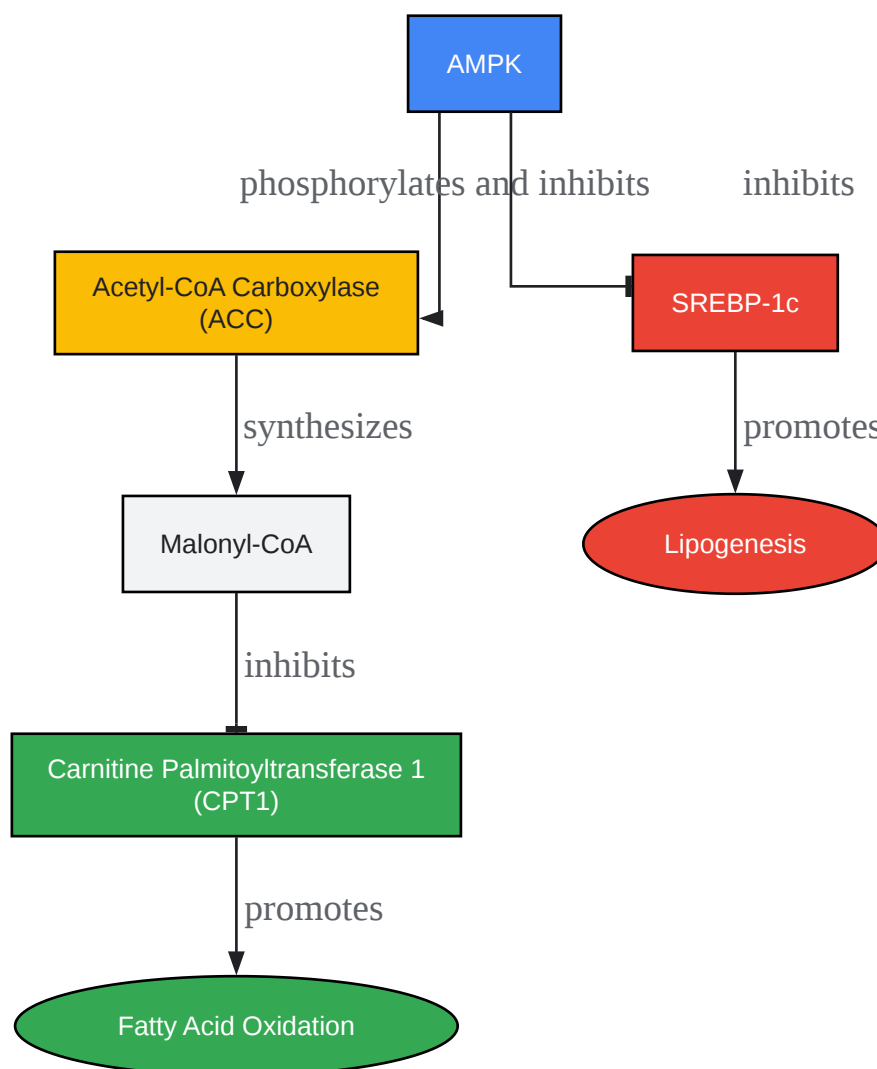 AMPK
phosphorylates and inhibits
inhibits
Acetyl-CoA Carboxylase
(ACC)
SREBP-1c
synthesizes
promotes
Malonyl-CoA
Lipogenesis
inhibits
Carnitine Palmitoyltransferase 1
(CPT1)
promotes
Fatty Acid Oxidation